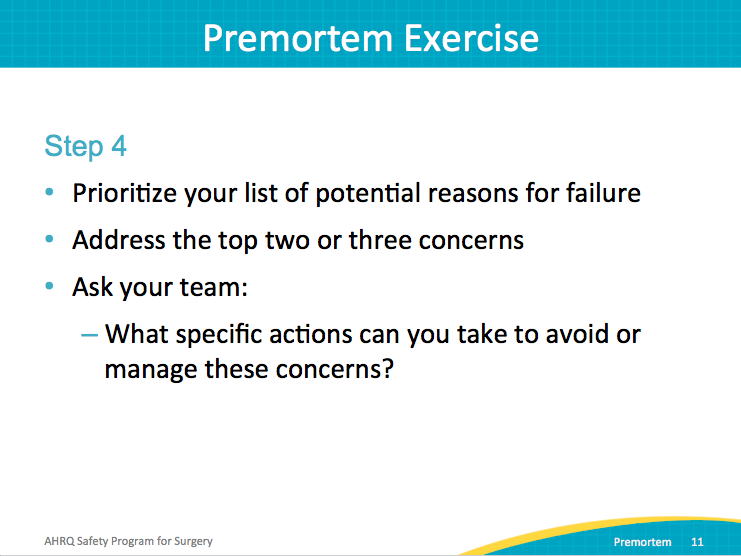 Premortem Exercise
Step 4
• Prioritize your list of potential reasons for failure
• Address the top two or three concerns
• Ask your team:
– What specific actions can you take to avoid or
manage these concerns?
AHRQ Safety Program for Surgery
Premortem 11